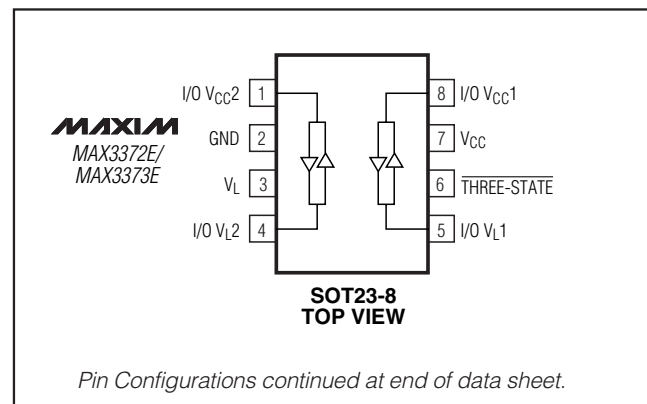 MAXIM
MAX3372E/
MAX3373E
I/O VCC2 1
GND 2
VL 3
I/O VL2 4
8 I/O VCC1
7 VCC
6 THREE-STATE
5 I/O VL1
SOT23-8
TOP VIEW
Pin Configurations continued at end of data sheet.